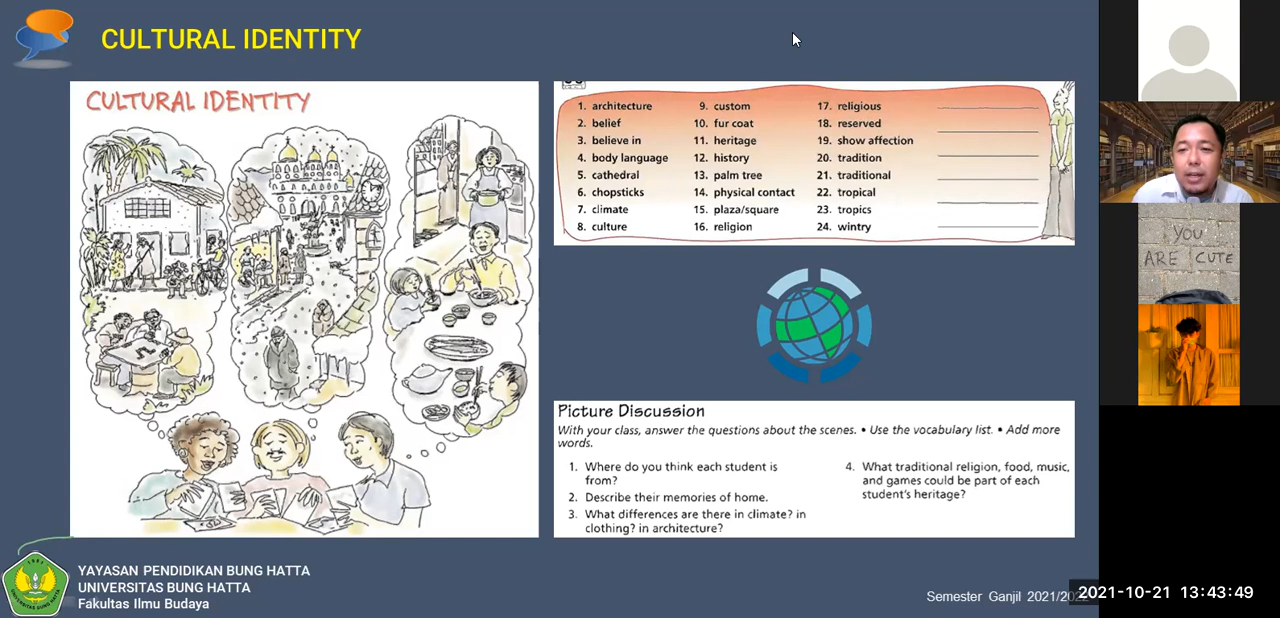 CULTURAL IDENTITY
CULTURAL IDENTITY
1. architecture
2. belief
3. believe in
4. body language
5. cathedral
6. chopsticks
7. climate
8. culture
9. custom
10. fur coat
11. heritage
12. history
13. palm tree
14. physical contact
15. plaza/square
16. religion
17. religious
18. reserved
19. show affection
20. tradition
21. traditional
22. tropical
23. tropics
24. wintry
Picture Discussion
With your class, answer the questions about the scenes. • Use the vocabulary list. • Add more
words.
1. Where do you think each student is
from?
2. Describe their memories of home.
3. What differences are there in climate? in
clothing? in architecture?
4. What traditional religion, food, music,
and games could be part of each
student's heritage?
YAYASAN PENDIDIKAN BUNG HATTA
UNIVERSITAS BUNG HATTA
Fakultas Ilmu Budaya
Semester Ganjil 2021/
2021-10-21 13:43:49
YOU
ARE CUTE